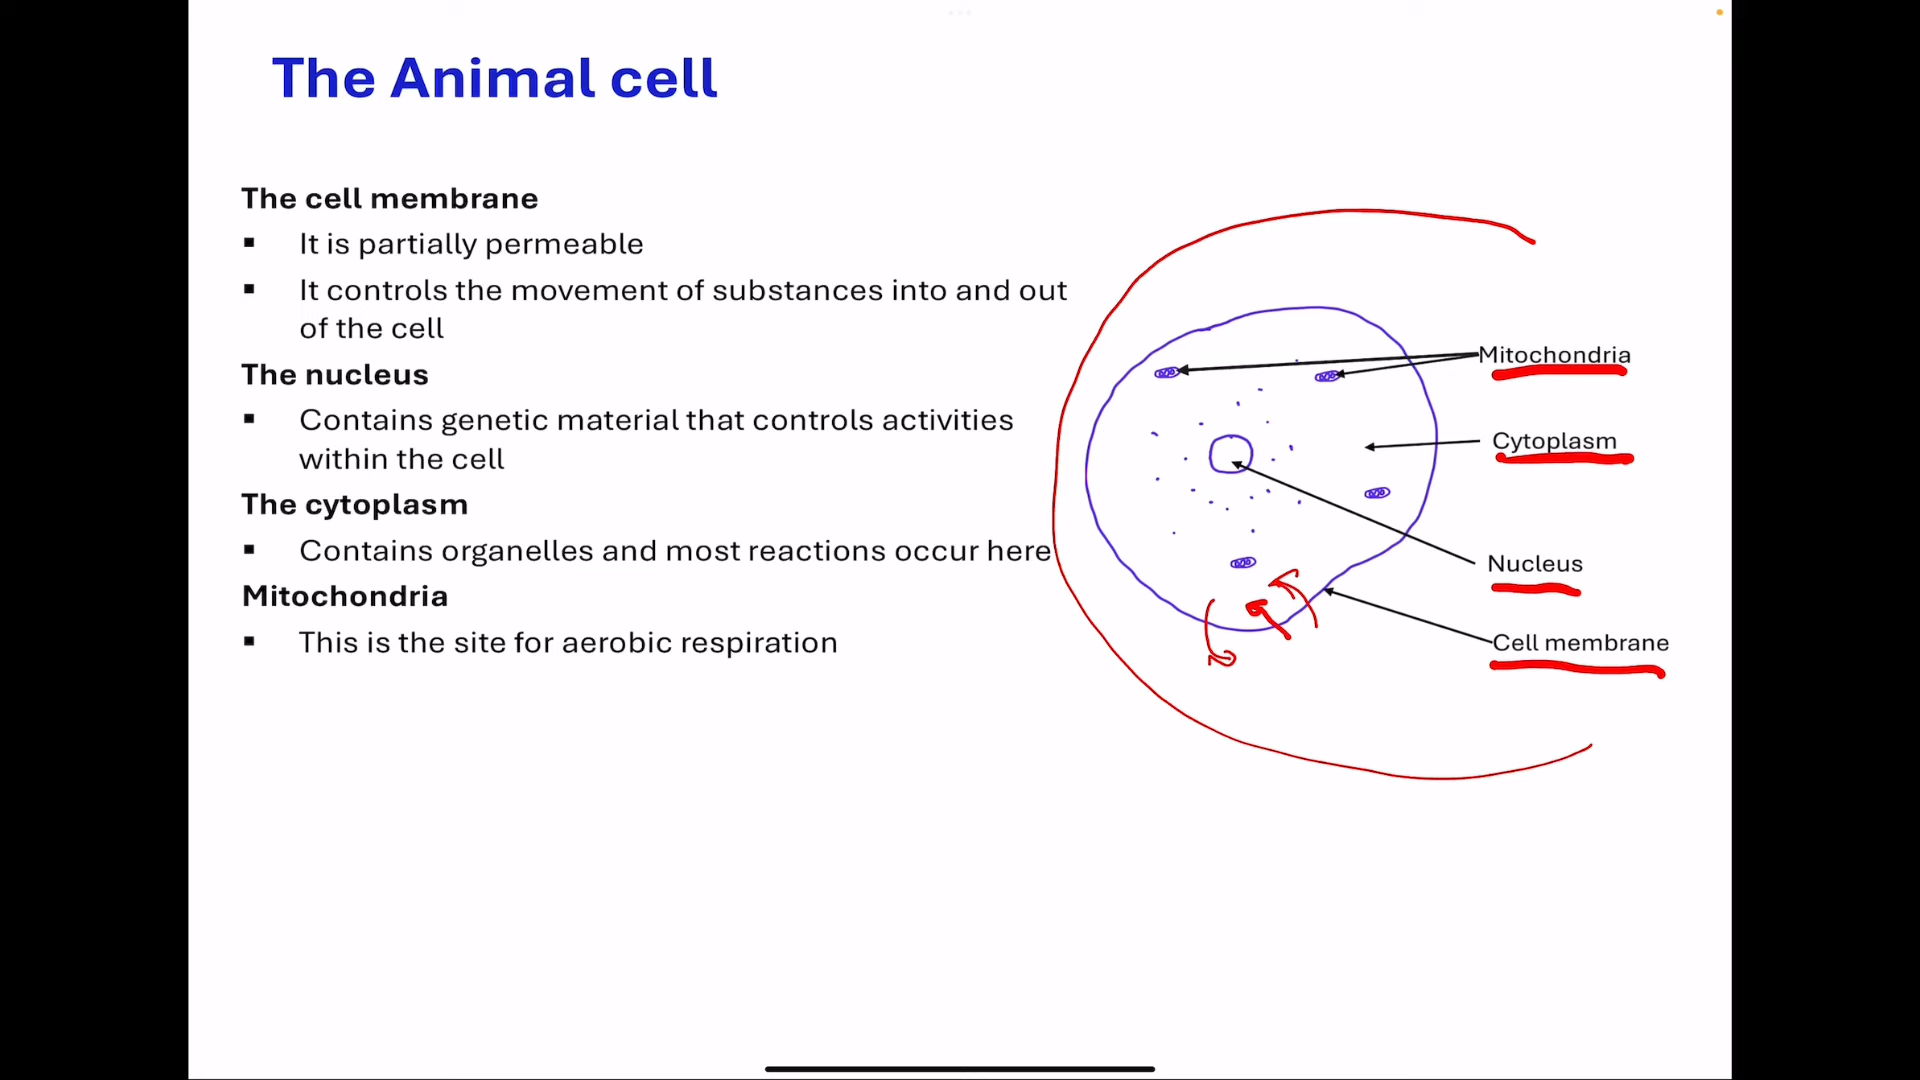 The Animal cell
The cell membrane
▪ It is partially permeable
▪ It controls the movement of substances into and out
of the cell
The nucleus
▪ Contains genetic material that controls activities
within the cell
The cytoplasm
▪ Contains organelles and most reactions occur here
Mitochondria
▪ This is the site for aerobic respiration
Mitochondria
Cytoplasm
Nucleus
Cell membrane